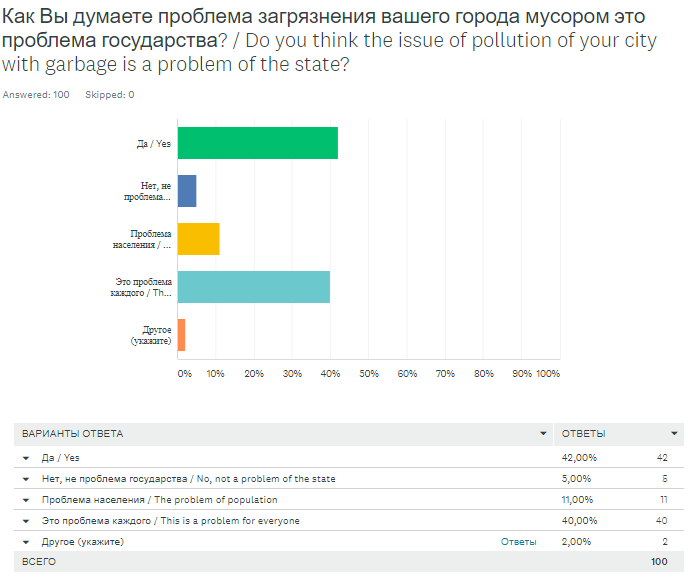 Как Вы думаете проблема загрязнения вашего города мусором это
проблема государства? / Do you think the issue of pollution of your city
with garbage is a problem of the state?
Answered: 100 Skipped: 0
Да / Yes
Нет, не
проблема...
Проблема
населения / ...
Это проблема
каждого / Th...
Другое
(укажите)
0% 10% 20% 30% 40% 50% 60% 70% 80% 90% 100%
ВАРИАНТЫ ОТВЕТА ОТВЕТЫ
Да / Yes 42,00% 42
Нет, не проблема государства / No, not a problem of the state 5,00% 5
Проблема населения / The problem of population 11,00% 11
Это проблема каждого / This is a problem for everyone 40,00% 40
Другое (укажите) Ответы 2,00% 2
ВСЕГО 100